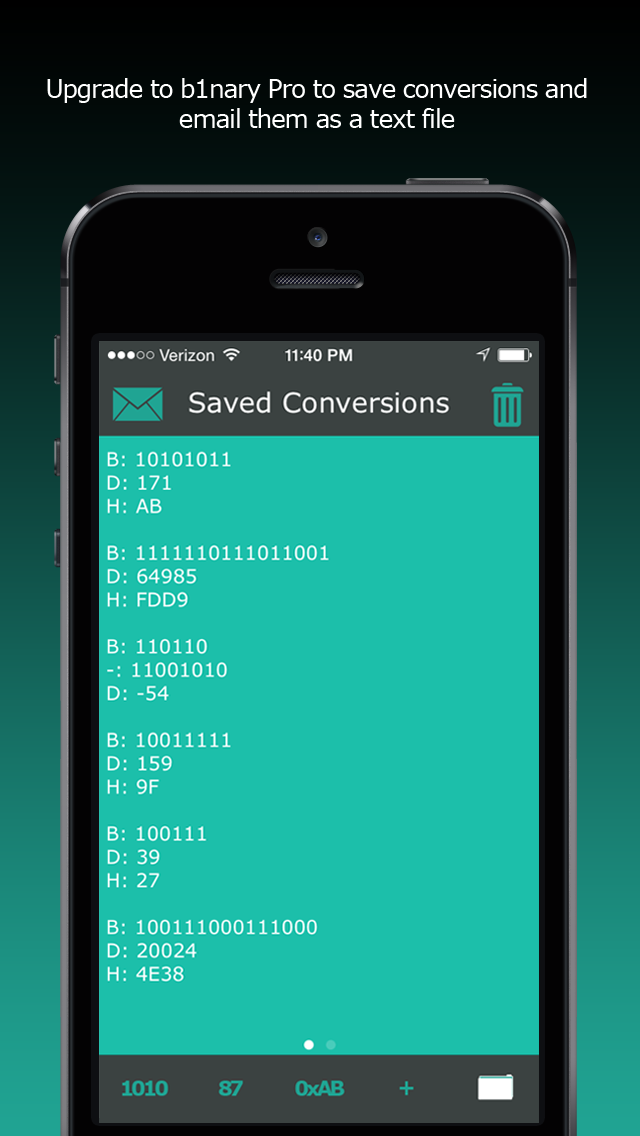 Upgrade to b1nary Pro to save conversions and
email them as a text file
Verizon 11:40 PM
Saved Conversions
B: 10101011
D: 171
H: AB
B: 1111110111011001
D: 64985
H: FDD9
B: 110110
-: 11001010
D: -54
B: 10011111
D: 159
H: 9F
B: 100111
D: 39
H: 27
B: 100111000111000
D: 20024
H: 4E38
1010 87 0xAB +